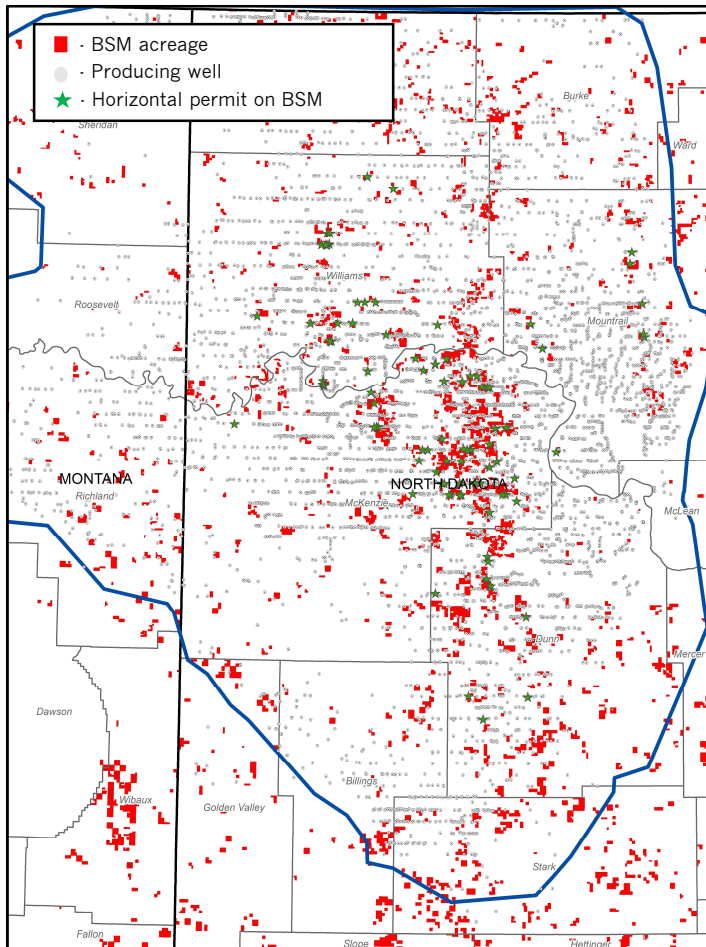 - BSM acreage
- Producing well
- Horizontal permit on BSM
Sheridan
Burke
Ward
Williams
Roosevelt
Mountrail
MONTANA
Richland
NORTH DAKOTA
McKenzie
McLean
Dunn
Mercer
Dawson
Billings
Wibaux
Golden Valley
Stark
Fallon
Slope
Hettinger